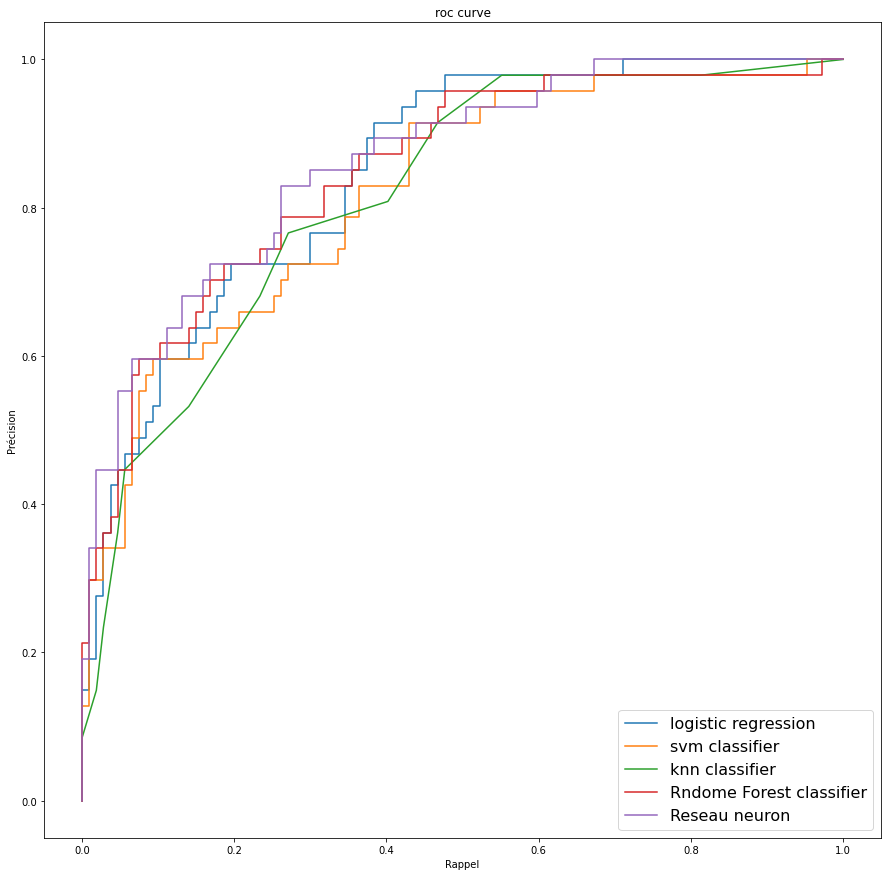 roc curve
1.0
0.8
0.6
0.4
0.2
0.0
Précision
0.0
0.2
0.4
0.6
0.8
1.0
Rappel
logistic regression
svm classifier
knn classifier
Rndome Forest classifier
Reseau neuron